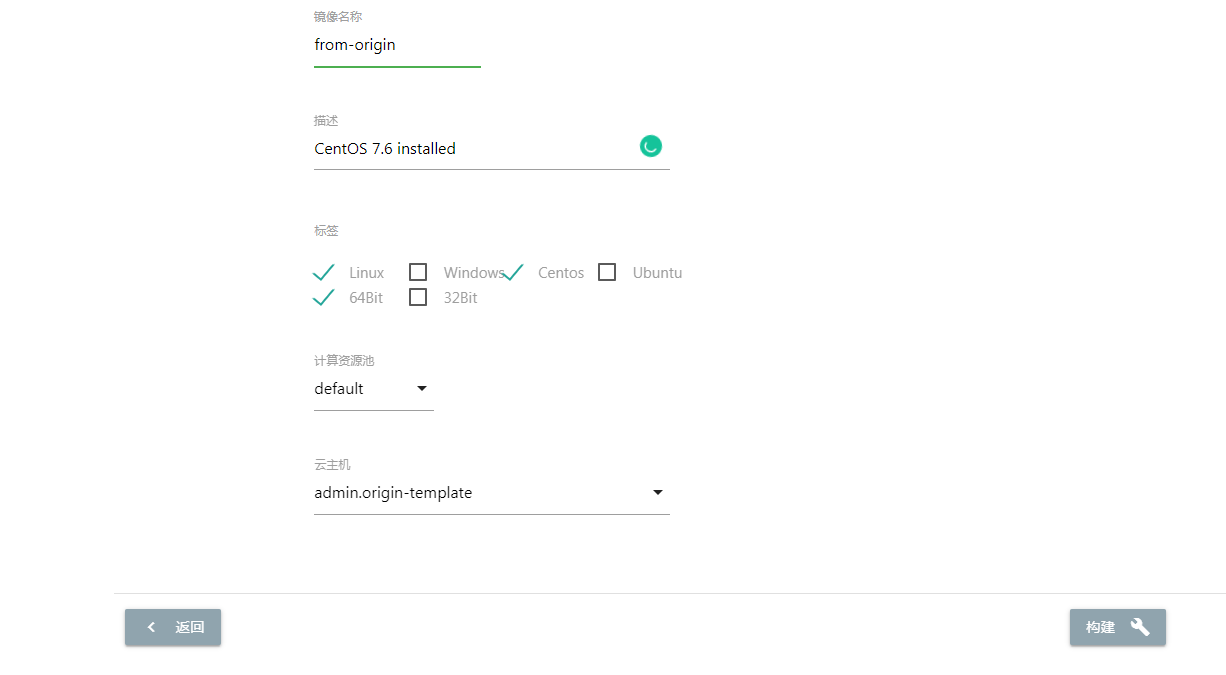 镜像名称
from-origin
描述
CentOS 7.6 installed
标签
Linux Windows Centos Ubuntu
64Bit 32Bit
计算资源池
default
云主机
admin.origin-template
返回 构建